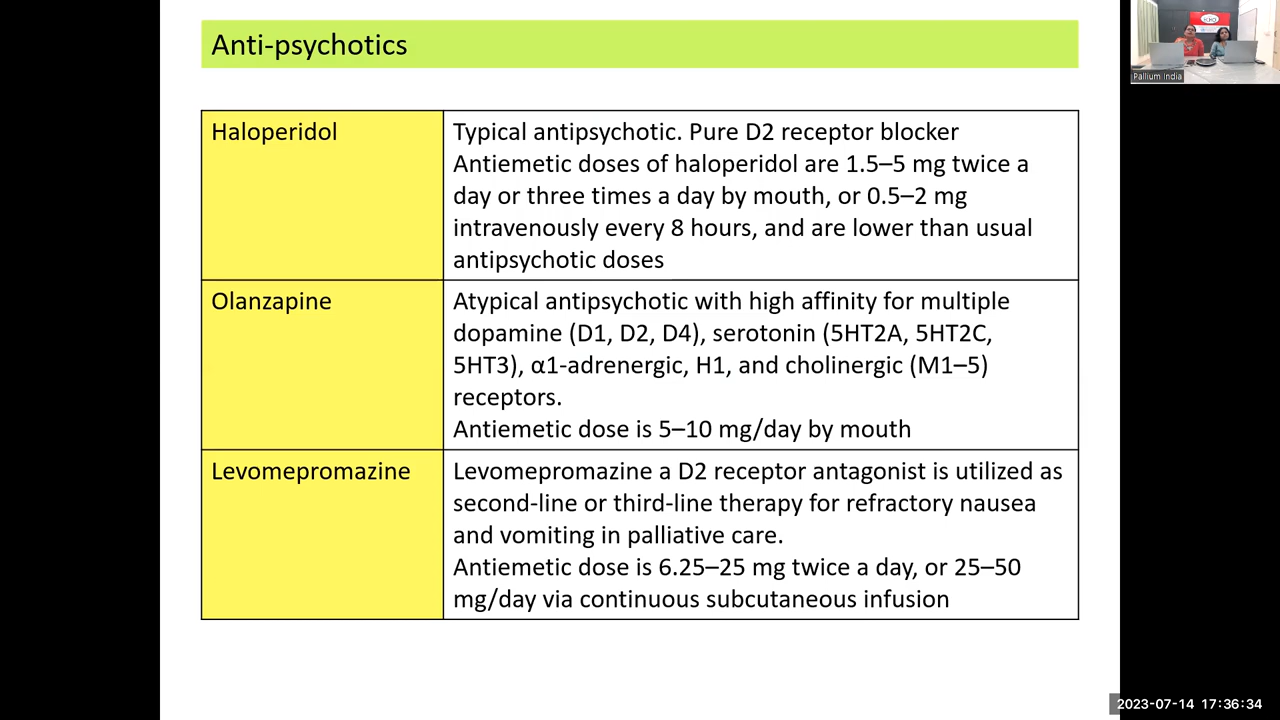 Anti-psychotics
Haloperidol
Typical antipsychotic. Pure D2 receptor blocker
Antiemetic doses of haloperidol are 1.5–5 mg twice a
day or three times a day by mouth, or 0.5–2 mg
intravenously every 8 hours, and are lower than usual
antipsychotic doses
Olanzapine
Atypical antipsychotic with high affinity for multiple
dopamine (D1, D2, D4), serotonin (5HT2A, 5HT2C,
5HT3), α1-adrenergic, H1, and cholinergic (M1–5)
receptors.
Antiemetic dose is 5–10 mg/day by mouth
Levomepromazine
Levomepromazine a D2 receptor antagonist is utilized as
second-line or third-line therapy for refractory nausea
and vomiting in palliative care.
Antiemetic dose is 6.25–25 mg twice a day, or 25–50
mg/day via continuous subcutaneous infusion
Pallium India
2023-07-14 17:36:34